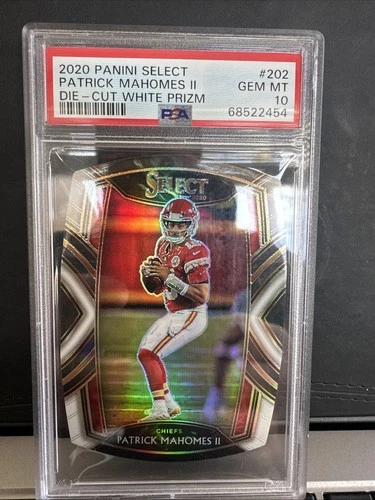 2020 PANINI SELECT #202
PATRICK MAHOMES II GEM MT
DIE-CUT WHITE PRIZM 10
PSA 68522454
SELECT
2020
CHIEFS
PATRICK MAHOMES II